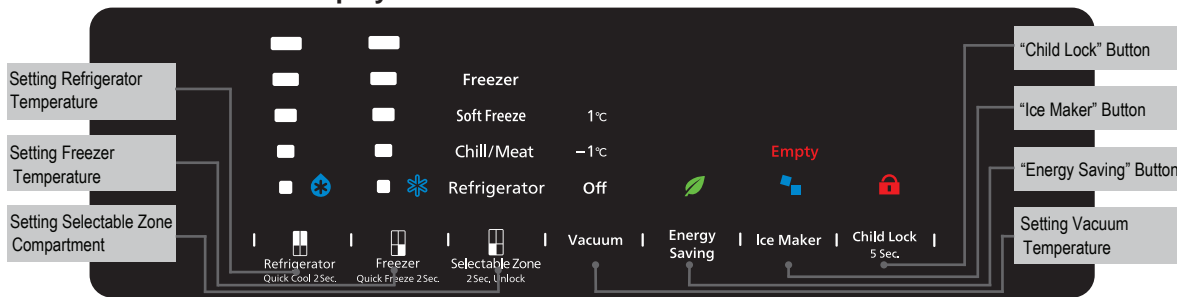 Setting Refrigerator
Temperature
Setting Freezer
Temperature
Setting Selectable Zone
Compartment
Freezer
Soft Freeze 1°C
Chill/Meat −1°C Empty
Refrigerator Off
Refrigerator
Quick Cool 2Sec.
Freezer
Quick Freeze 2Sec.
Selectable Zone
2Sec, Unlock
Vacuum
Energy
Saving
Ice Maker
Child Lock
5 Sec.
“Child Lock” Button
“Ice Maker” Button
“Energy Saving” Button
Setting Vacuum
Temperature